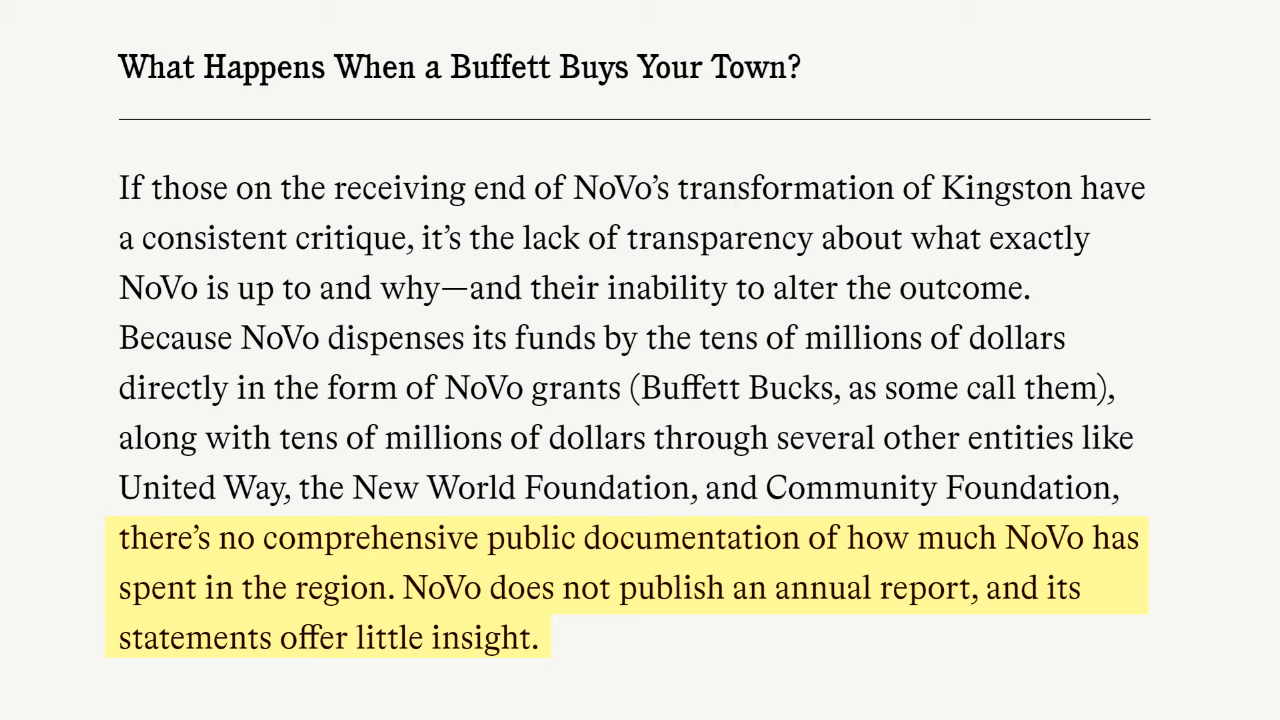 What Happens When a Buffett Buys Your Town?
If those on the receiving end of NoVo’s transformation of Kingston have
a consistent critique, it’s the lack of transparency about what exactly
NoVo is up to and why—and their inability to alter the outcome.
Because NoVo dispenses its funds by the tens of millions of dollars
directly in the form of NoVo grants (Buffett Bucks, as some call them),
along with tens of millions of dollars through several other entities like
United Way, the New World Foundation, and Community Foundation,
there’s no comprehensive public documentation of how much NoVo has
spent in the region. NoVo does not publish an annual report, and its
statements offer little insight.